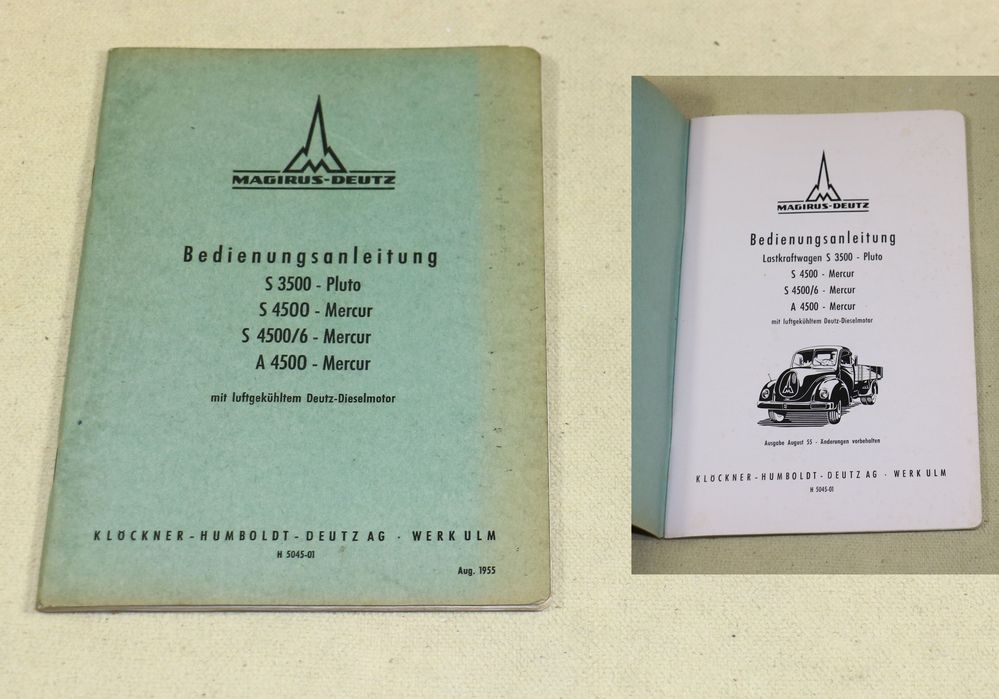 MAGIRUS-DEUTZ
Bedienungsanleitung
S 3500 - Pluto
S 4500 - Mercur
S 4500/6 - Mercur
A 4500 - Mercur
mit luftgekühltem Deutz-Dieselmotor
KLÖCKNER-HUMBOLDT-DEUTZ AG · WERK ULM
H 5045-01
Aug. 1955
MAGIRUS-DEUTZ
Bedienungsanleitung
Lastkraftwagen S 3500 - Pluto
S 4500 - Mercur
S 4500/6 - Mercur
A 4500 - Mercur
mit luftgekühltem Deutz-Dieselmotor
Ausgabe August 55 - Änderungen vorbehalten
KLÖCKNER-HUMBOLDT-DEUTZ AG · WERK ULM
H 5045-01